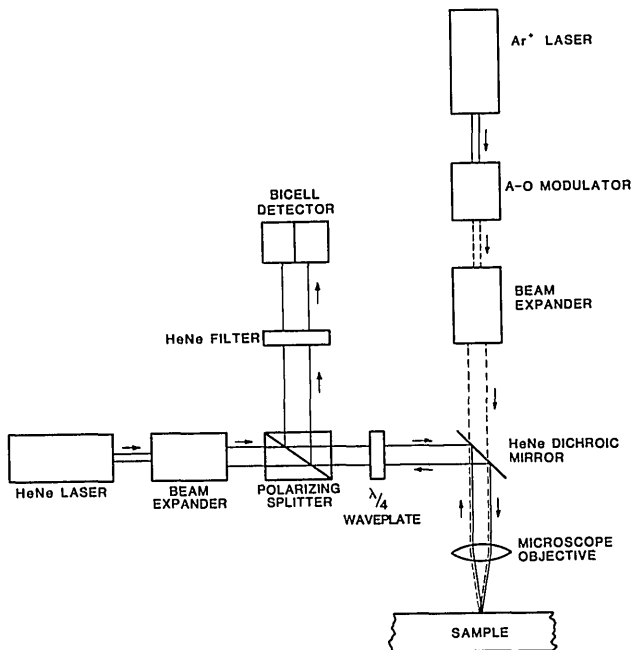 Ar⁺ LASER
A-O MODULATOR
BICELL
DETECTOR
BEAM
EXPANDER
HeNe FILTER
HeNe DICHROIC
MIRROR
HeNe LASER
BEAM
EXPANDER
POLARIZING
SPLITTER
λ/4
WAVEPLATE
MICROSCOPE
OBJECTIVE
SAMPLE